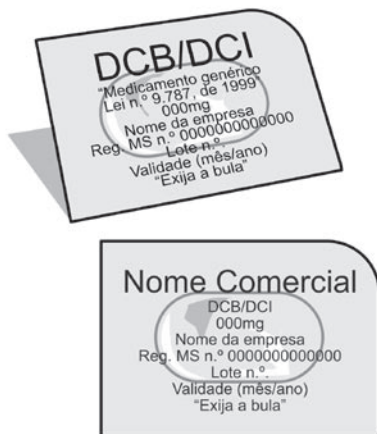 DCB/DCI
"Medicamento genérico
Lei n.º 9.787, de 1999"
000mg
Nome da empresa
Reg. MS n.º 0000000000000
Lote n.º.
Validade (mês/ano)
"Exija a bula"
Nome Comercial
DCB/DCI
000mg
Nome da empresa
Reg. MS n.º 0000000000000
Lote n.º.
Validade (mês/ano)
"Exija a bula"